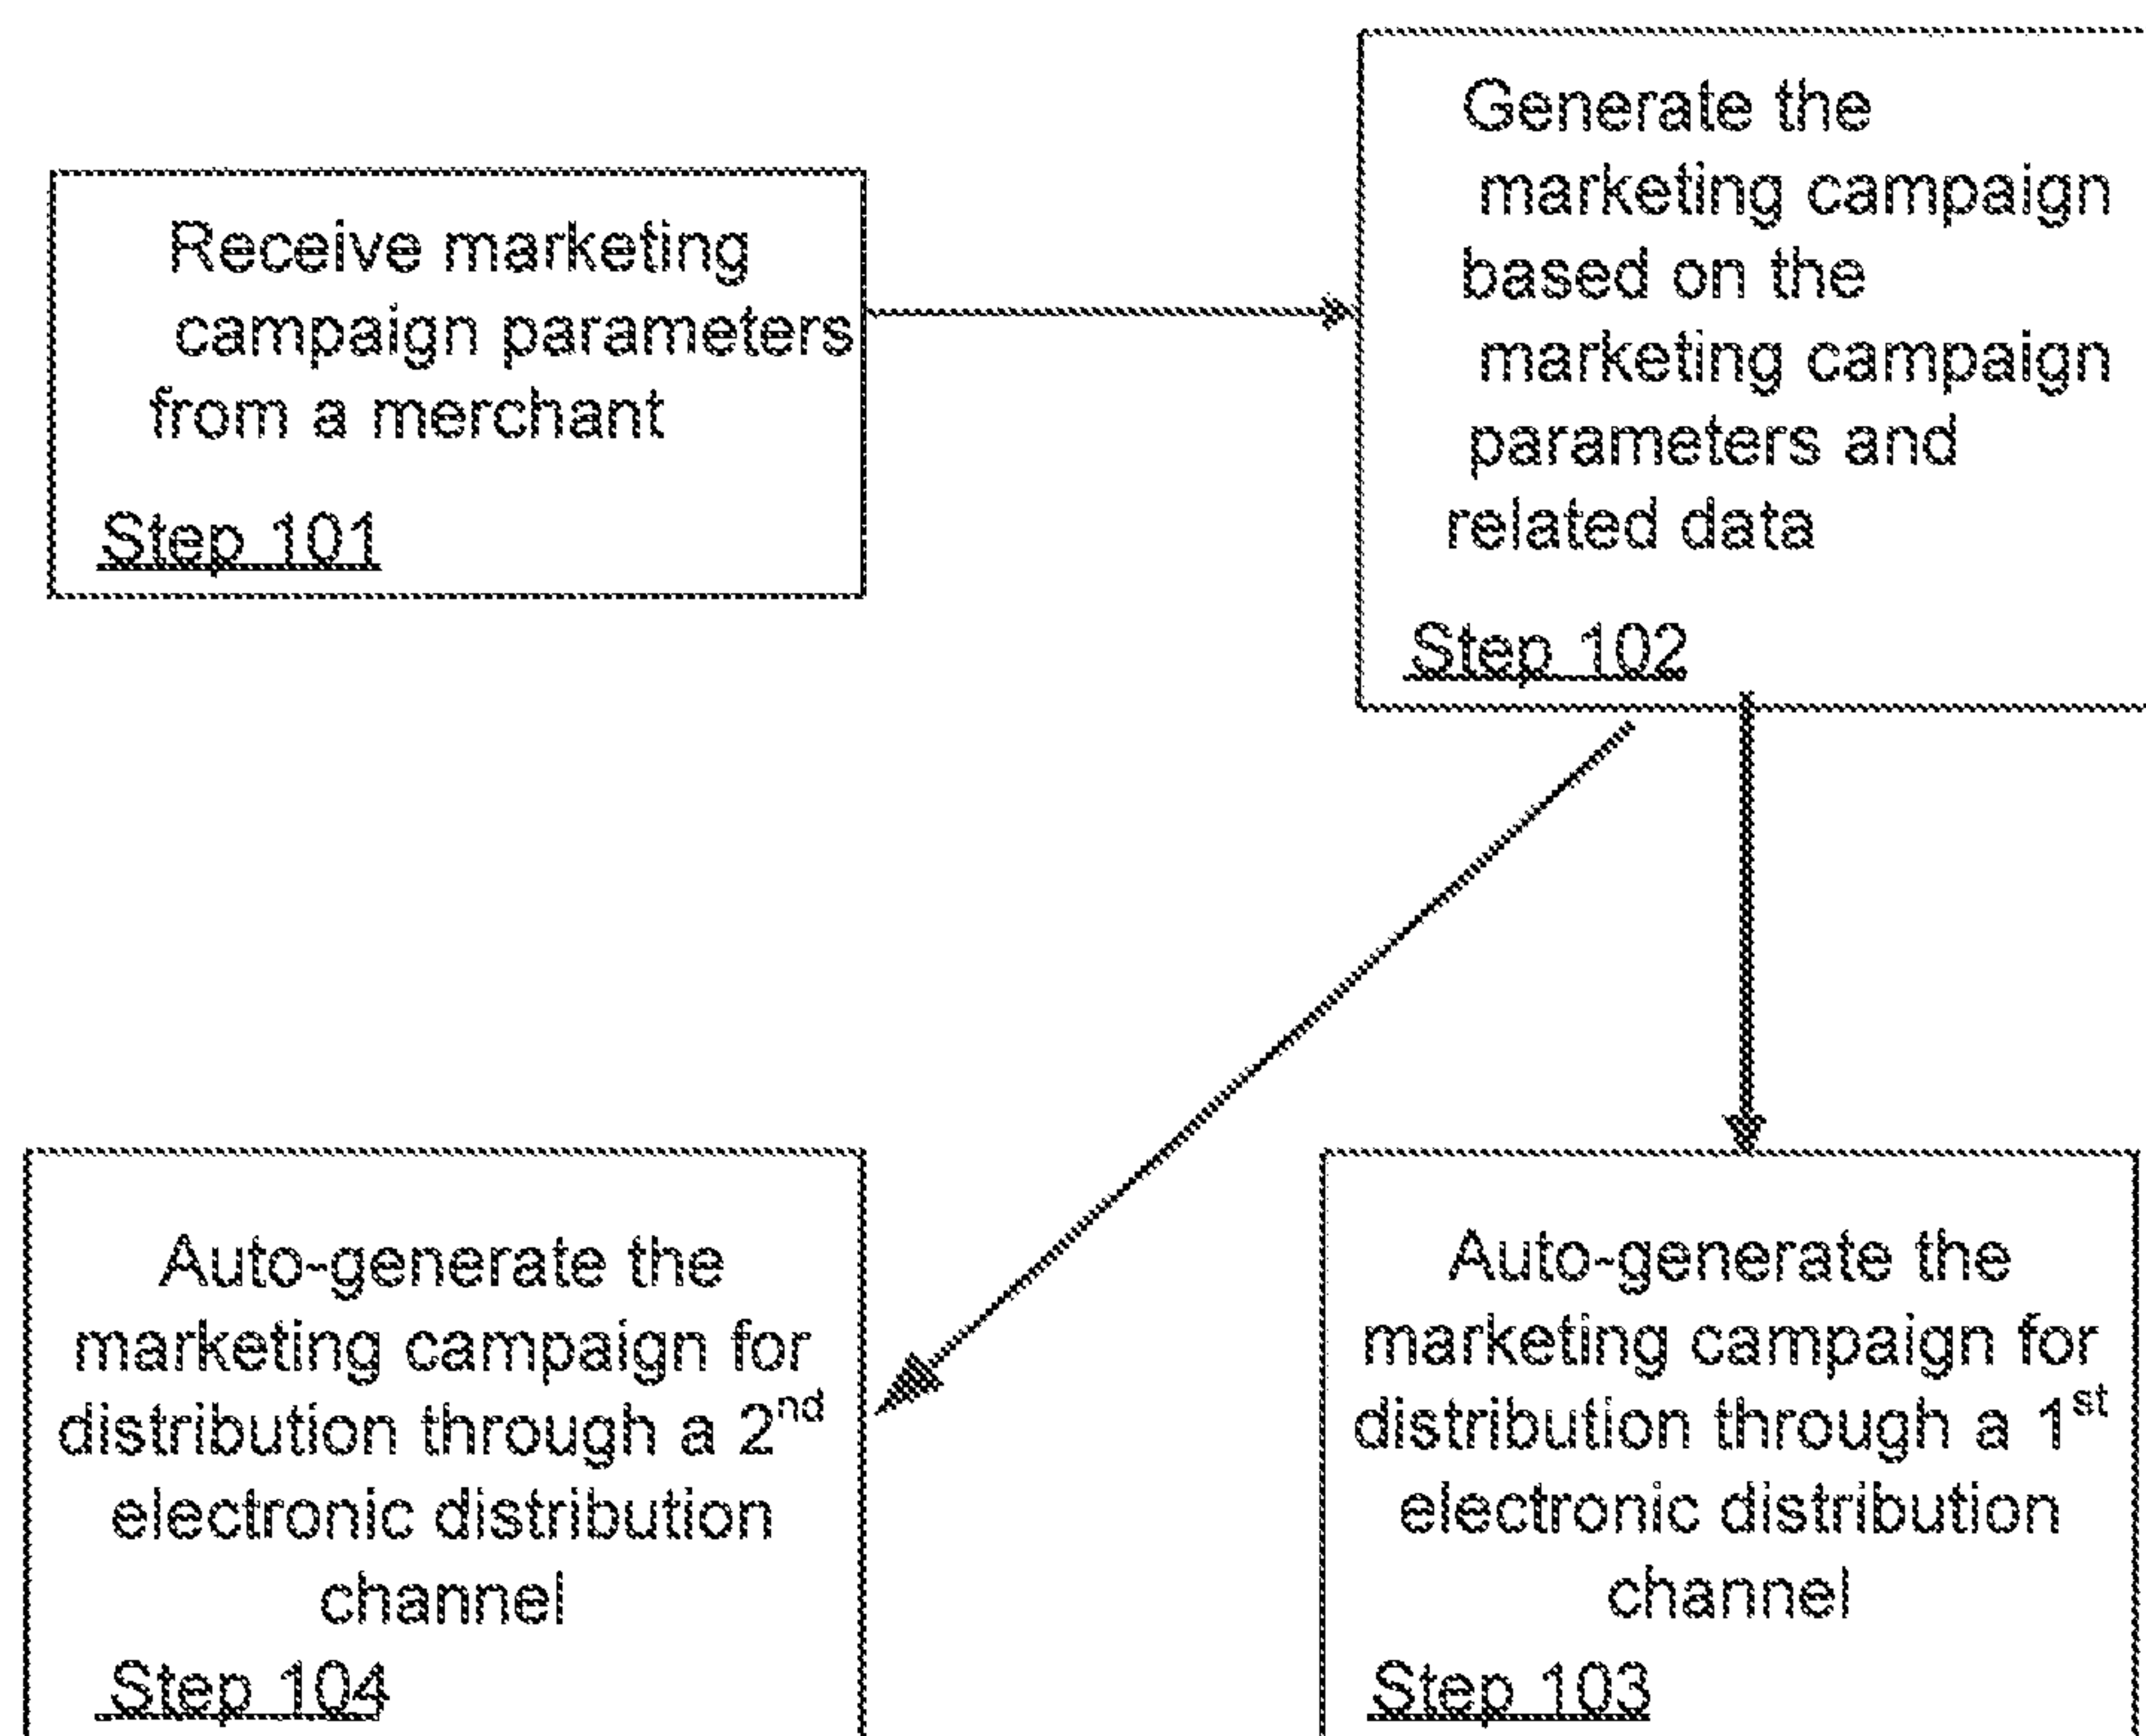 Receive marketing
campaign parameters
from a merchant
Step 101
Generate the
marketing campaign
based on the
marketing campaign
parameters and
related data
Step 102
Auto-generate the
marketing campaign for
distribution through a 2nd
electronic distribution
channel
Step 104
Auto-generate the
marketing campaign for
distribution through a 1st
electronic distribution
channel
Step 103